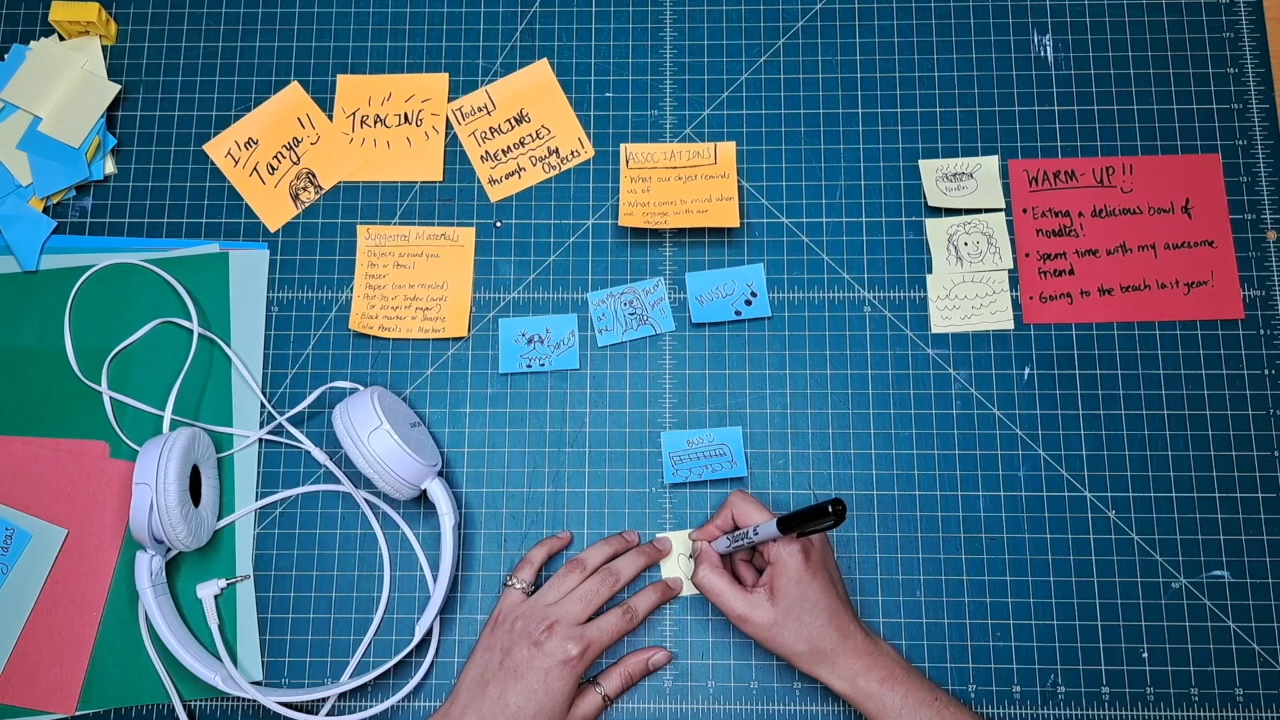 I'm
Tanya!!
TRACING
Today
TRACING
MEMORIES
through Daily
Objects!
ASSOCIATIONS
• What our object reminds
us of
• What comes to mind when
we engage with our
object
Suggested Materials
• Objects around you
• Pen or Pencil
• Eraser
• Paper (can be recycled)
• Post-Its or Index Cards
(or scraps of paper!)
• Black marker or Sharpie
• Color Pencils or Markers
Noodles
WARM-UP!!
• Eating a delicious bowl of
noodles!
• Spent time with my awesome
friend
• Going to the beach last year!
Dancing
at
the
TALENT
SHOW
MUSIC!
BUS
Sharpie
SONY
ideas